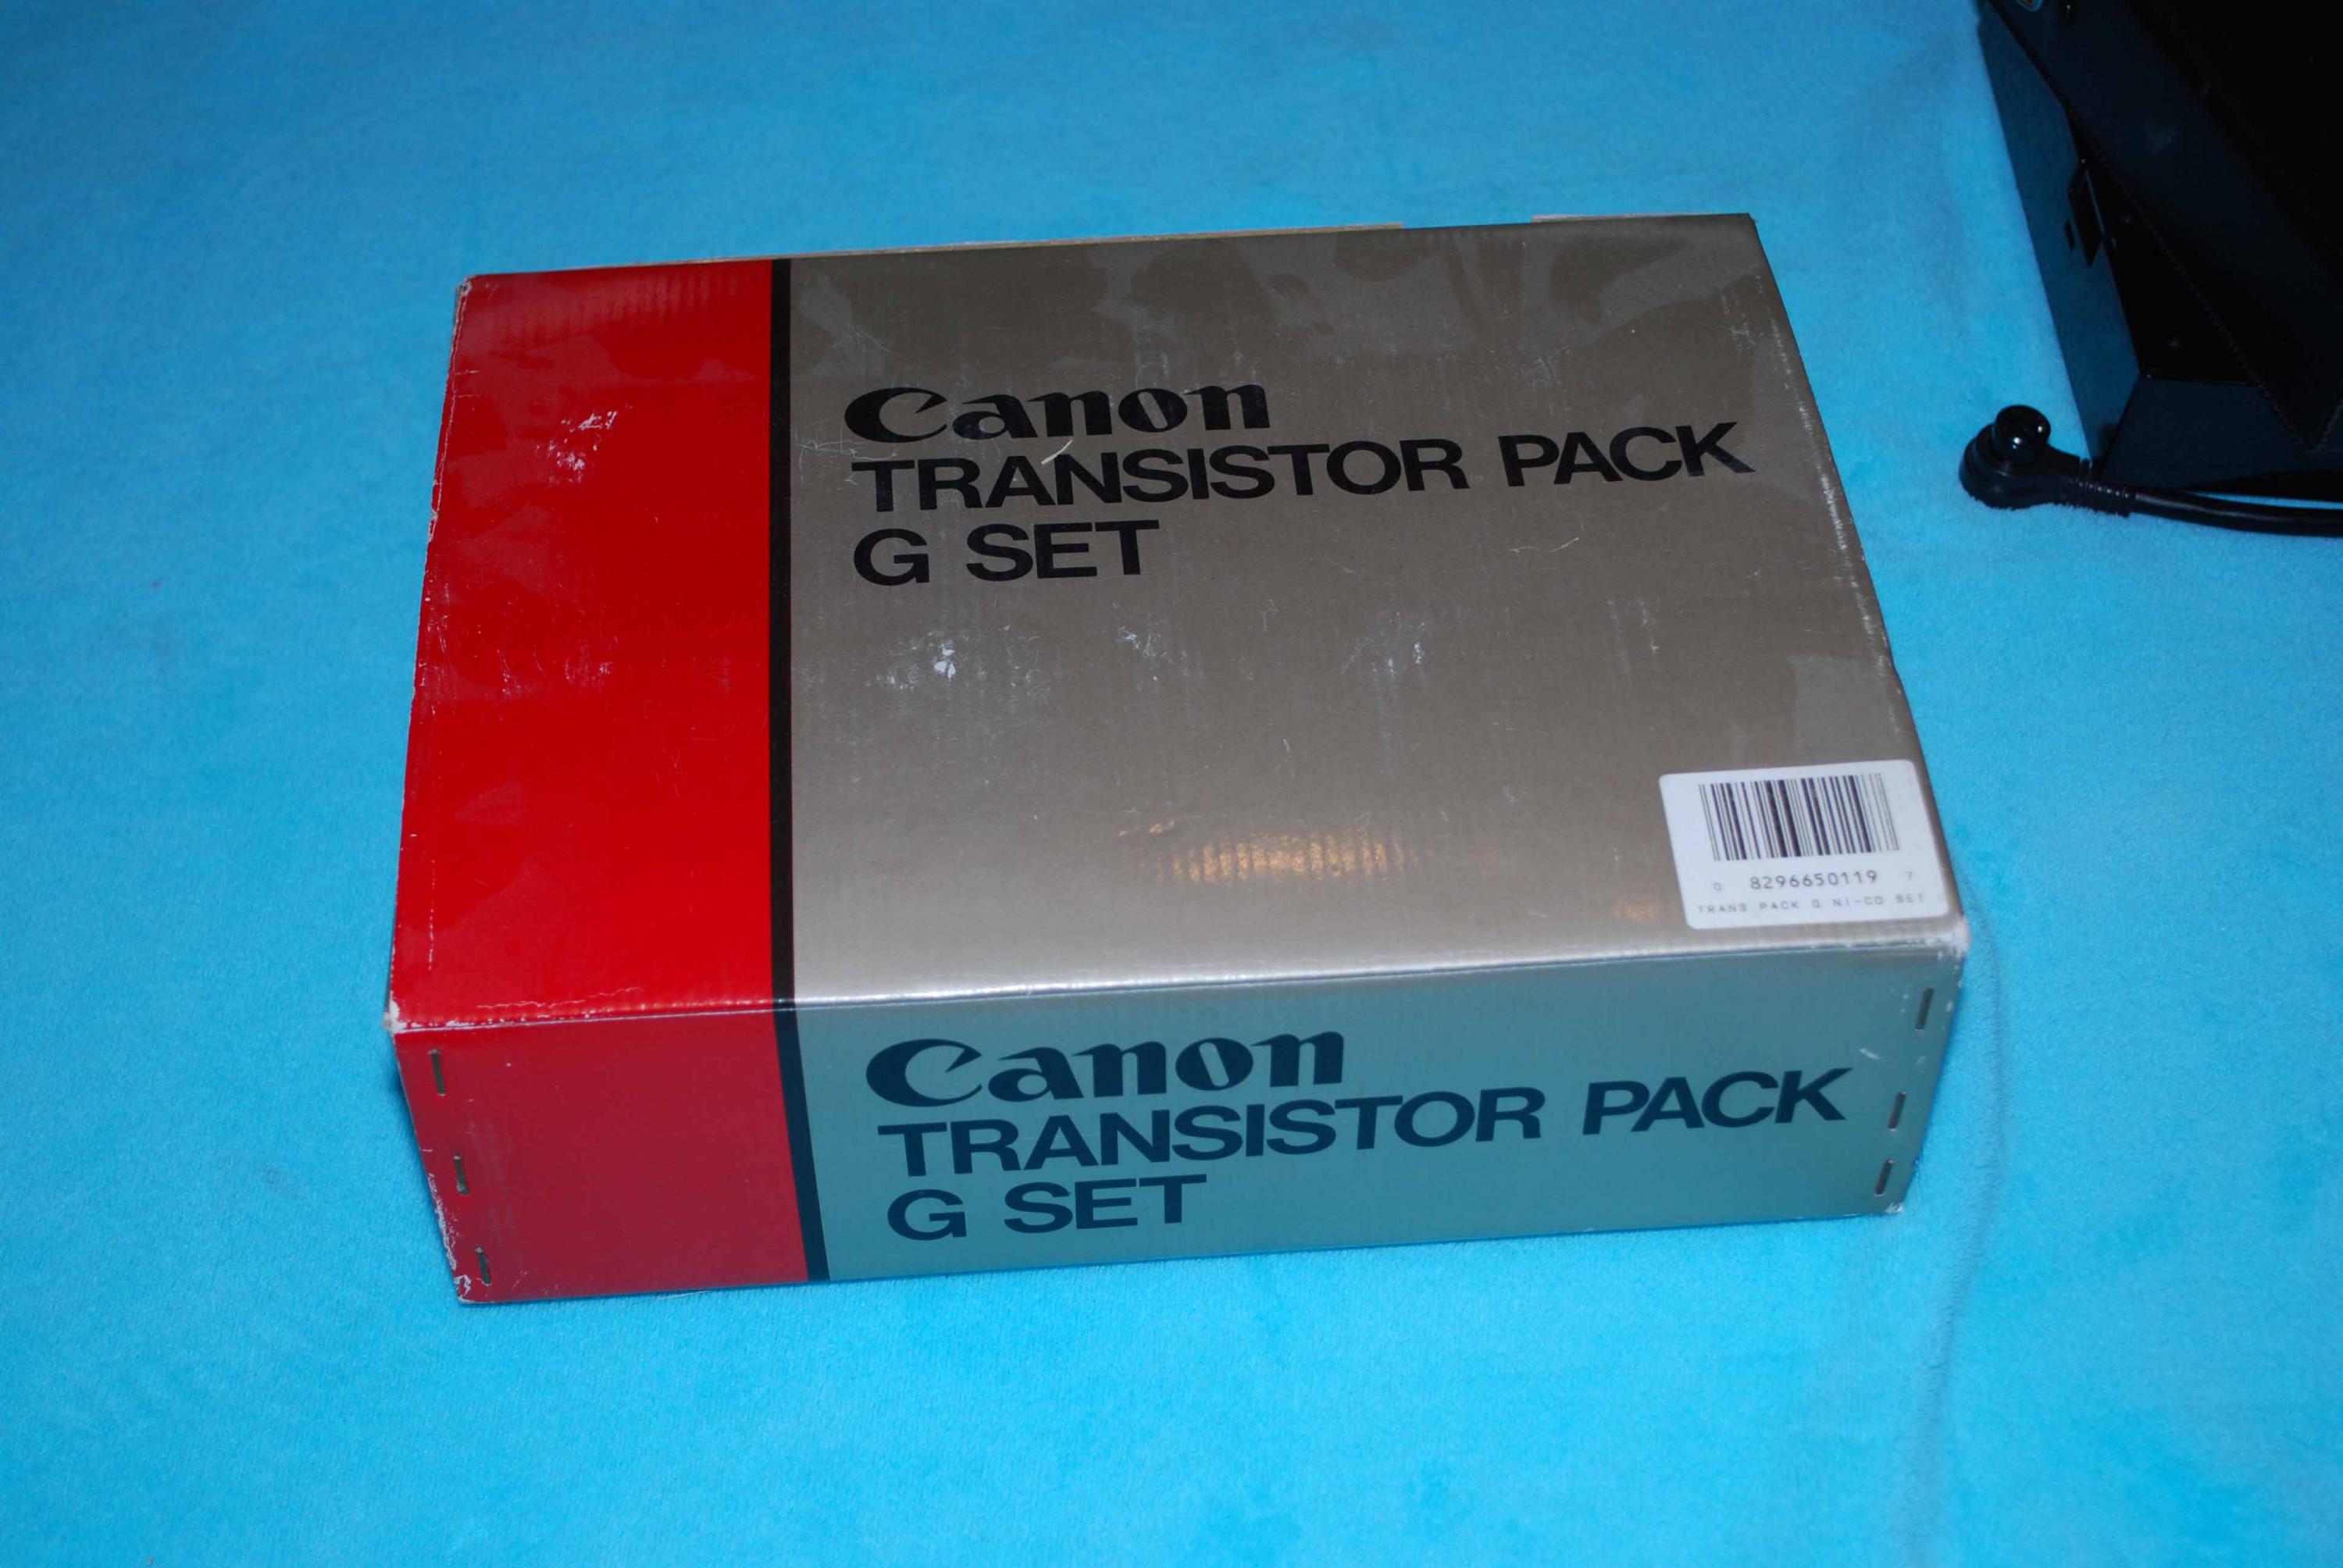 Canon
TRANSISTOR PACK
G SET
0 8296650119 7
TRANS PACK G NI-CD SET
Canon
TRANSISTOR PACK
G SET